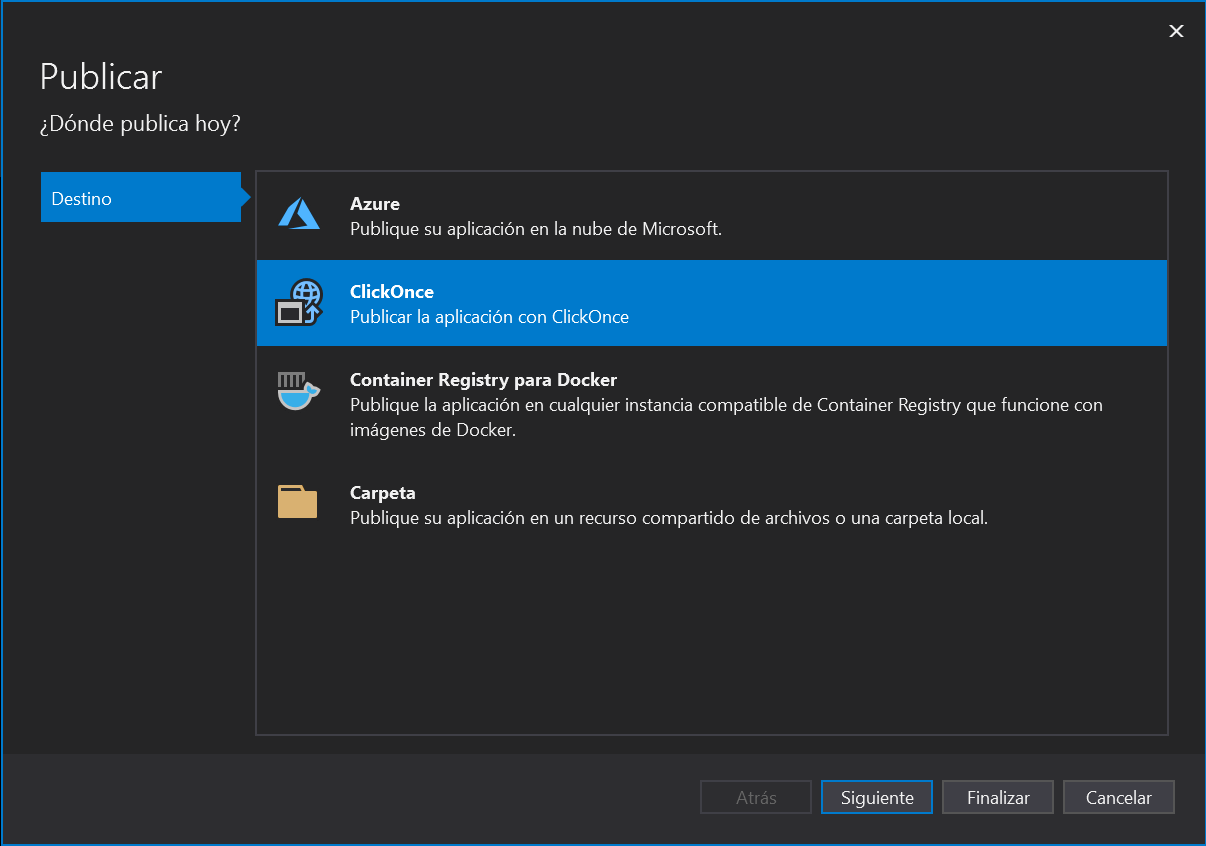 Publicar
¿Dónde publica hoy?
Destino
Azure
Publique su aplicación en la nube de Microsoft.
ClickOnce
Publicar la aplicación con ClickOnce
Container Registry para Docker
Publique la aplicación en cualquier instancia compatible de Container Registry que funcione con
imágenes de Docker.
Carpeta
Publique su aplicación en un recurso compartido de archivos o una carpeta local.
Atrás
Siguiente
Finalizar
Cancelar